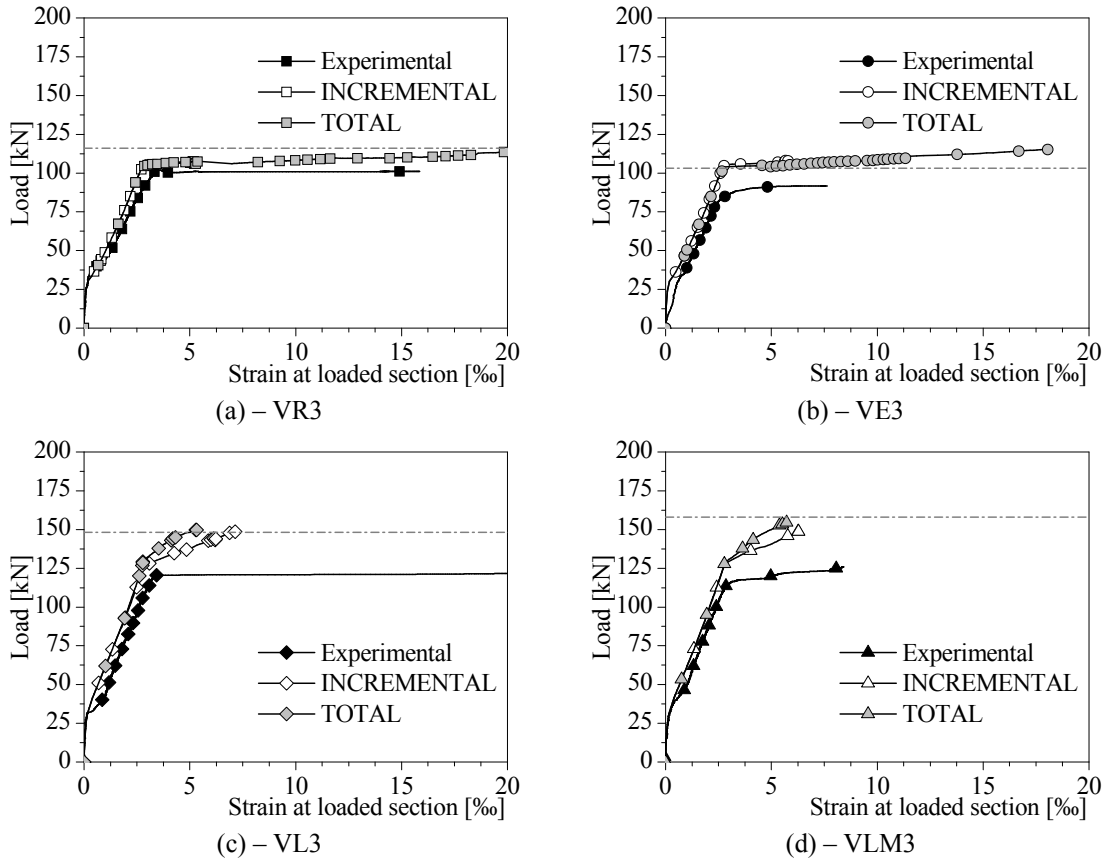 200
175
150
125
100
75
50
25
0
Load [kN]
Experimental
INCREMENTAL
TOTAL
0 5 10 15 20
Strain at loaded section [‰]
(a) – VR3
200
175
150
125
100
75
50
25
0
Load [kN]
Experimental
INCREMENTAL
TOTAL
0 5 10 15 20
Strain at loaded section [‰]
(b) – VE3
200
175
150
125
100
75
50
25
0
Load [kN]
Experimental
INCREMENTAL
TOTAL
0 5 10 15 20
Strain at loaded section [‰]
(c) – VL3
200
175
150
125
100
75
50
25
0
Load [kN]
Experimental
INCREMENTAL
TOTAL
0 5 10 15 20
Strain at loaded section [‰]
(d) – VLM3